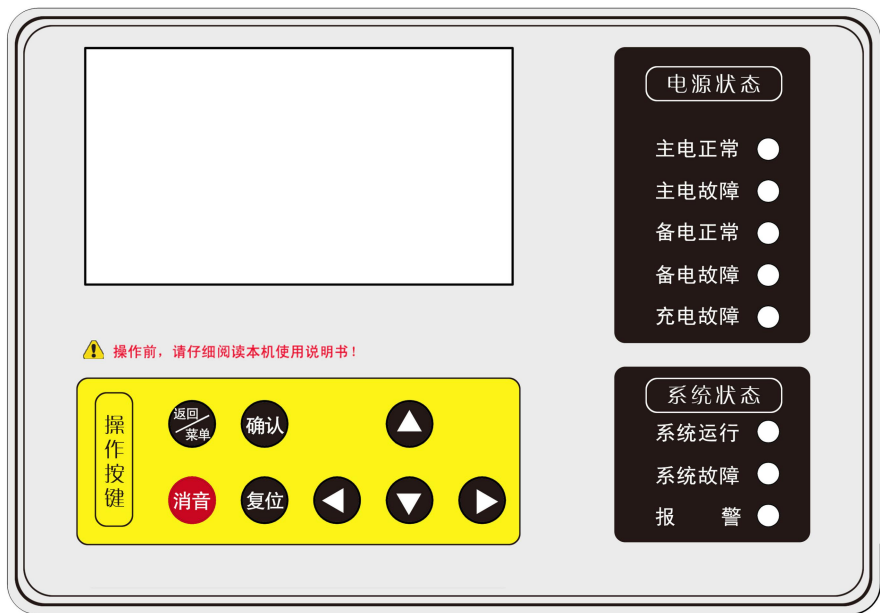 电源状态
主电正常
主电故障
备电正常
备电故障
充电故障
操作前，请仔细阅读本机使用说明书！
操作按键
返回/菜单
确认
消音
复位
系统状态
系统运行
系统故障
报 警